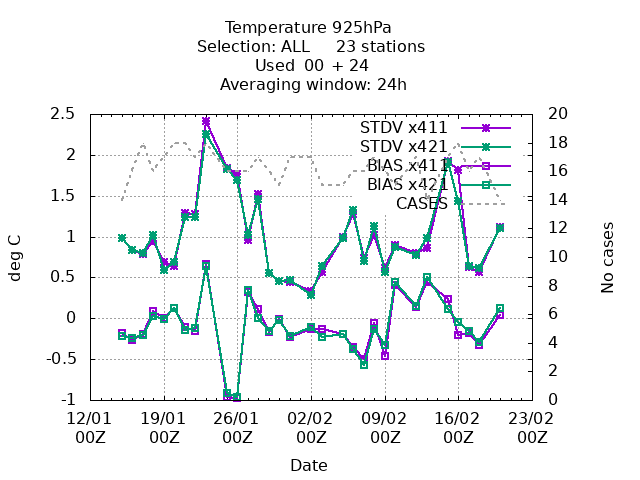 Temperature 925hPa
Selection: ALL 23 stations
Used 00 + 24
Averaging window: 24h
2.5
2
1.5
1
0.5
0
-0.5
-1
deg C
STDV x411
STDV x421
BIAS x411
BIAS x421
CASES
20
18
16
14
12
10
8
6
4
2
0
No cases
12/01 19/01 26/01 02/02 09/02 16/02 23/02
00Z 00Z 00Z 00Z 00Z 00Z 00Z
Date